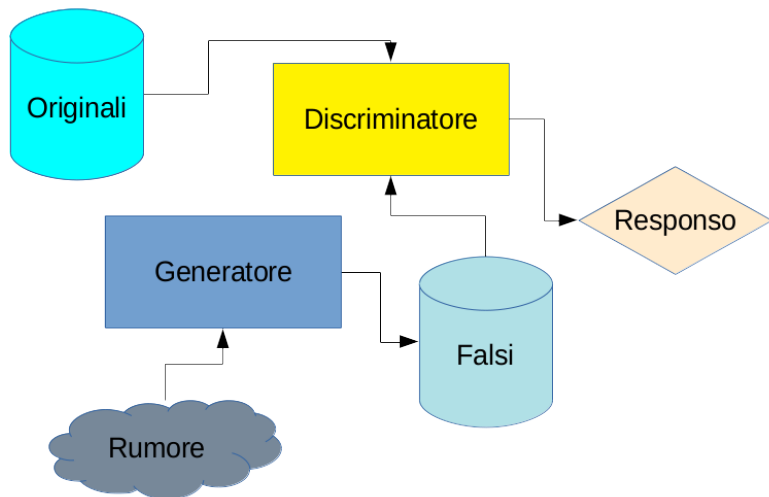 Originali
Discriminatore
Responso
Generatore
Falsi
Rumore